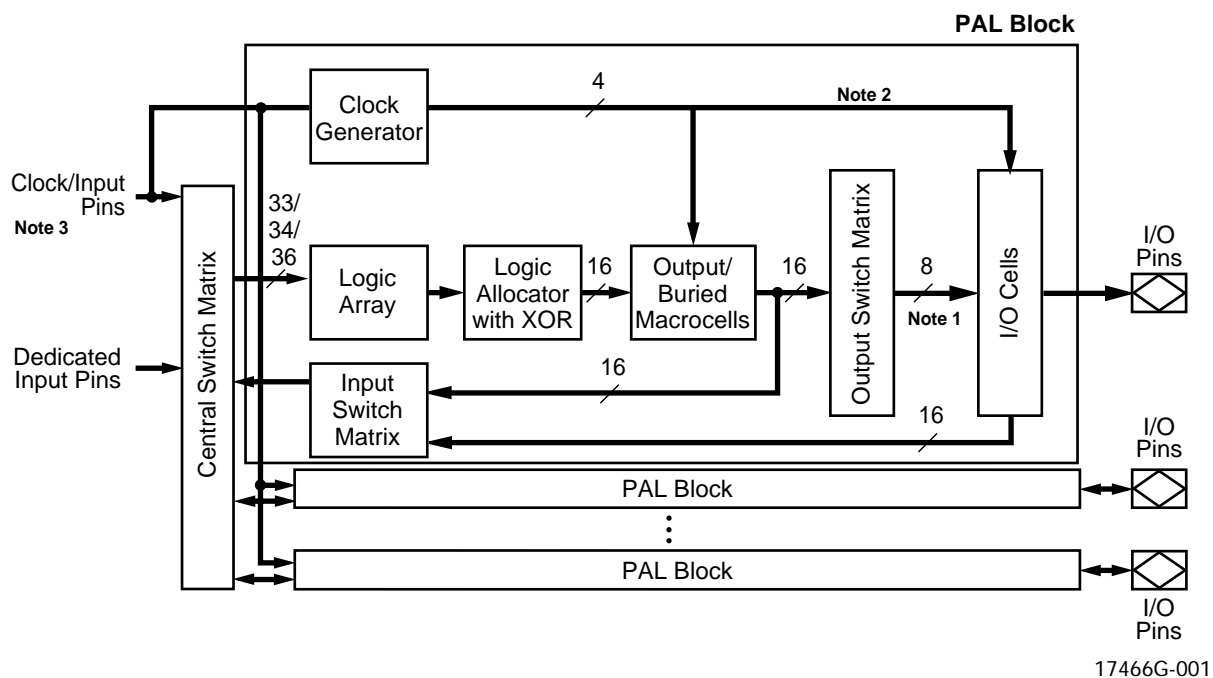 PAL Block
4
Note 2
Clock
Generator
Clock/Input
Pins
Note 3
33/
34/
36
Central Switch Matrix
Logic
Array
Logic
Allocator
with XOR
16
Output/
Buried
Macrocells
16
Output Switch Matrix
8
Note 1
I/O Cells
I/O
Pins
Dedicated
Input Pins
Input
Switch
Matrix
16
16
I/O
Pins
PAL Block
PAL Block
I/O
Pins
17466G-001